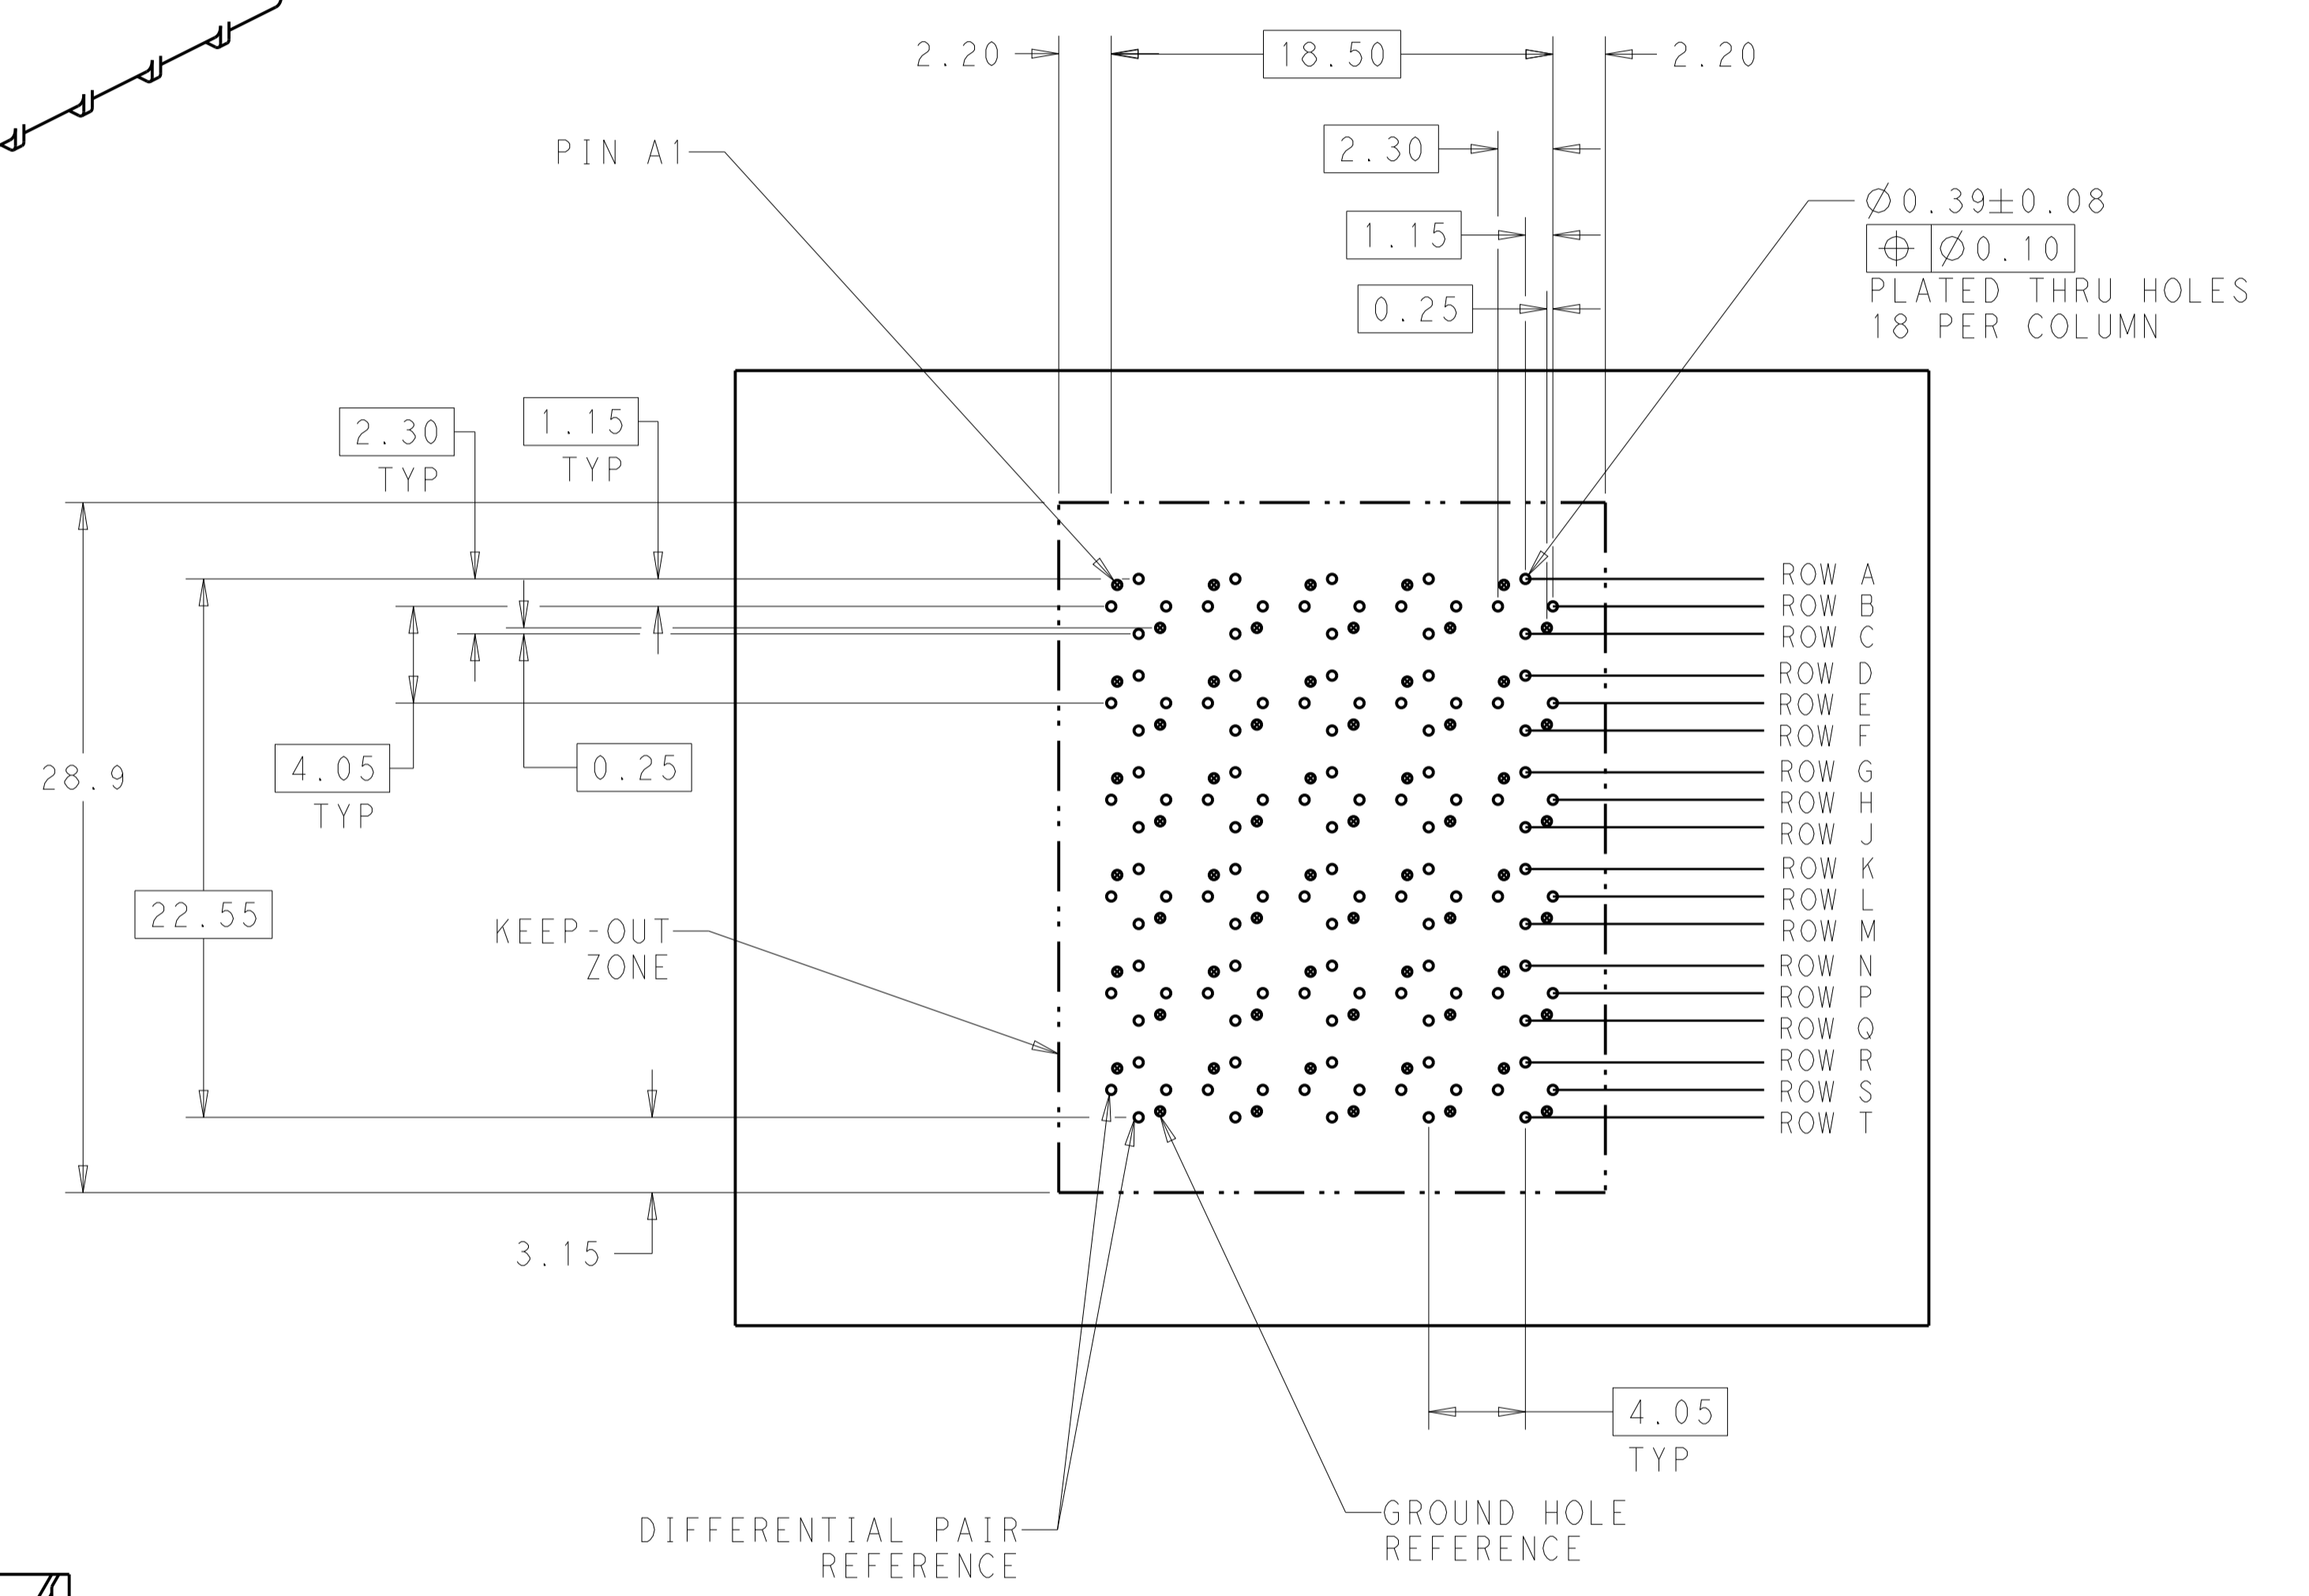 2.20
18.50
2.20
2.30
PIN A1
1.15
Ø0.39±0.08
⌖ Ø0.10
PLATED THRU HOLES
18 PER COLUMN
0.25
2.30
TYP
1.15
TYP
ROW A
ROW B
ROW C
ROW D
ROW E
ROW F
ROW G
ROW H
ROW J
ROW K
ROW L
ROW M
ROW N
ROW P
ROW Q
ROW R
ROW S
ROW T
28.9
4.05
TYP
0.25
22.55
KEEP-OUT
ZONE
3.15
4.05
TYP
DIFFERENTIAL PAIR
REFERENCE
GROUND HOLE
REFERENCE